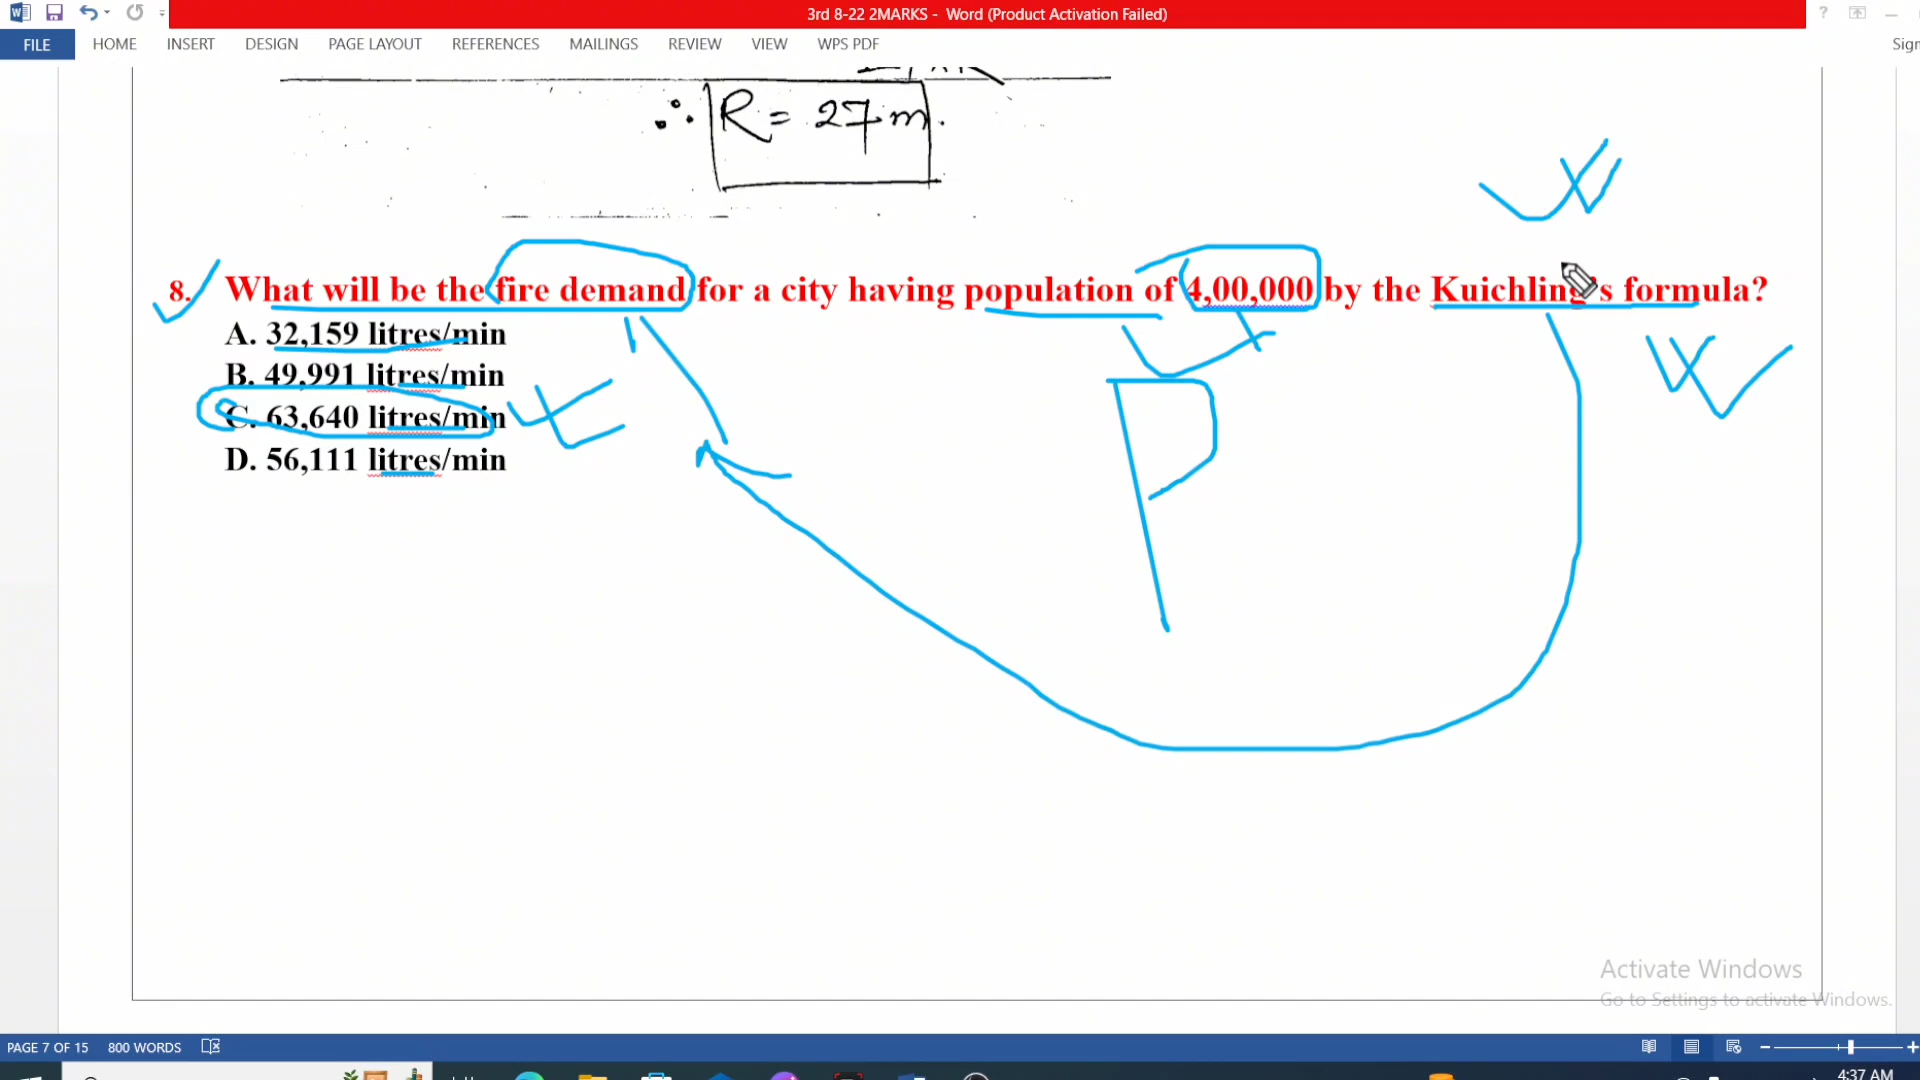 3rd 8-22 2MARKS - Word (Product Activation Failed)
FILE HOME INSERT DESIGN PAGE LAYOUT REFERENCES MAILINGS REVIEW VIEW WPS PDF Sign
∴ R = 27 m.
8. What will be the fire demand for a city having population of 4,00,000 by the Kuichling's formula?
A. 32,159 litres/min
B. 49,991 litres/min
C. 63,640 litres/min
D. 56,111 litres/min
P
Activate Windows
Go to Settings to activate Windows.
PAGE 7 OF 15 800 WORDS
4:37 AM